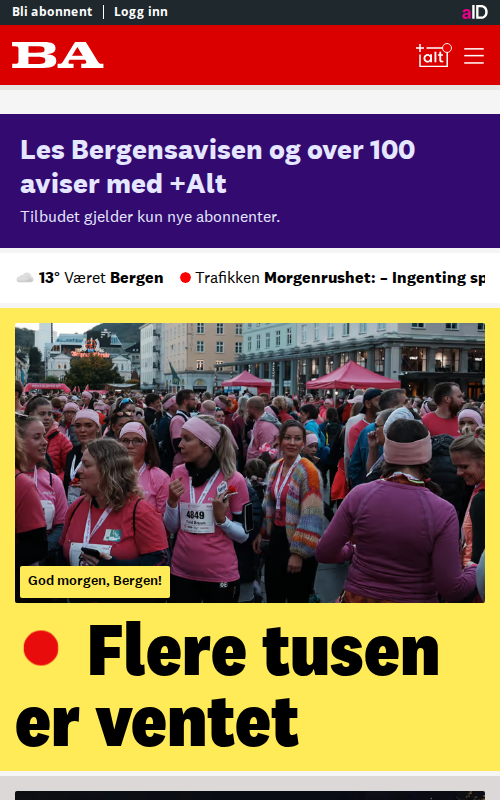 Bli abonnent | Logg inn
aID
BA
+alt
Les Bergensavisen og over 100
aviser med +Alt
Tilbudet gjelder kun nye abonnenter.
13° Været Bergen
Trafikken Morgenrushet: – Ingenting sp
4849
God morgen, Bergen!
Flere tusen
er ventet